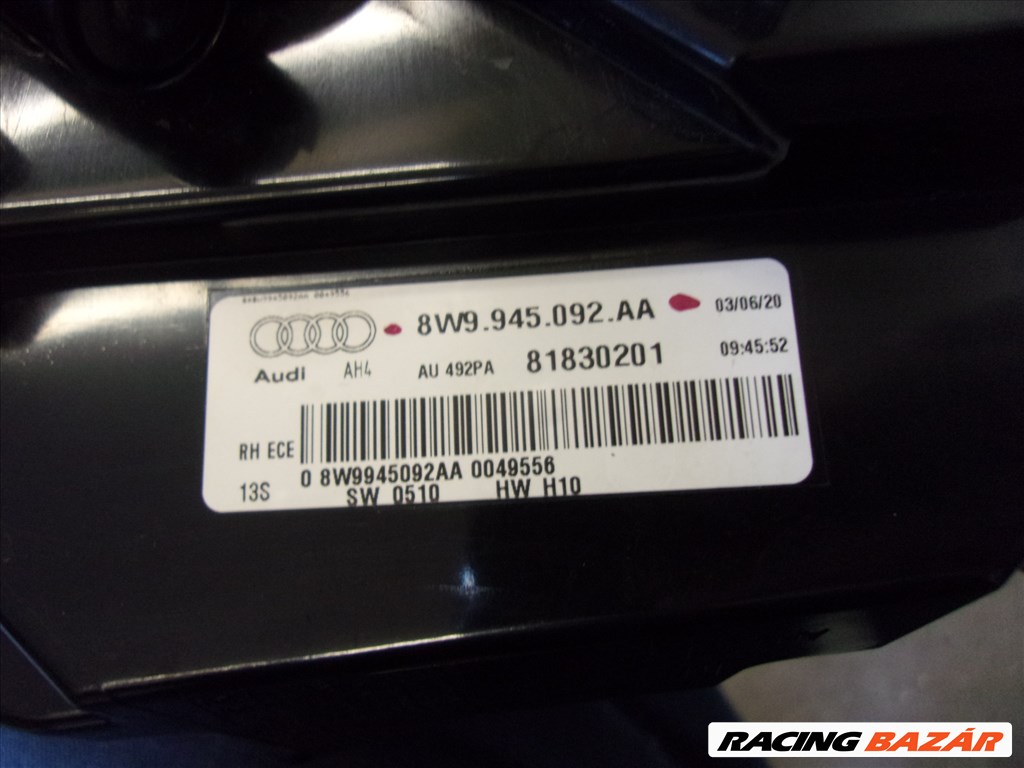 8W9.945.092.AA 03/06/20
Audi AH4 AU 492PA 81830201 09:45:52
RH ECE
0 8W9945092AA 0049556
13S SW 0510 HW H10
RACING BAZÁR